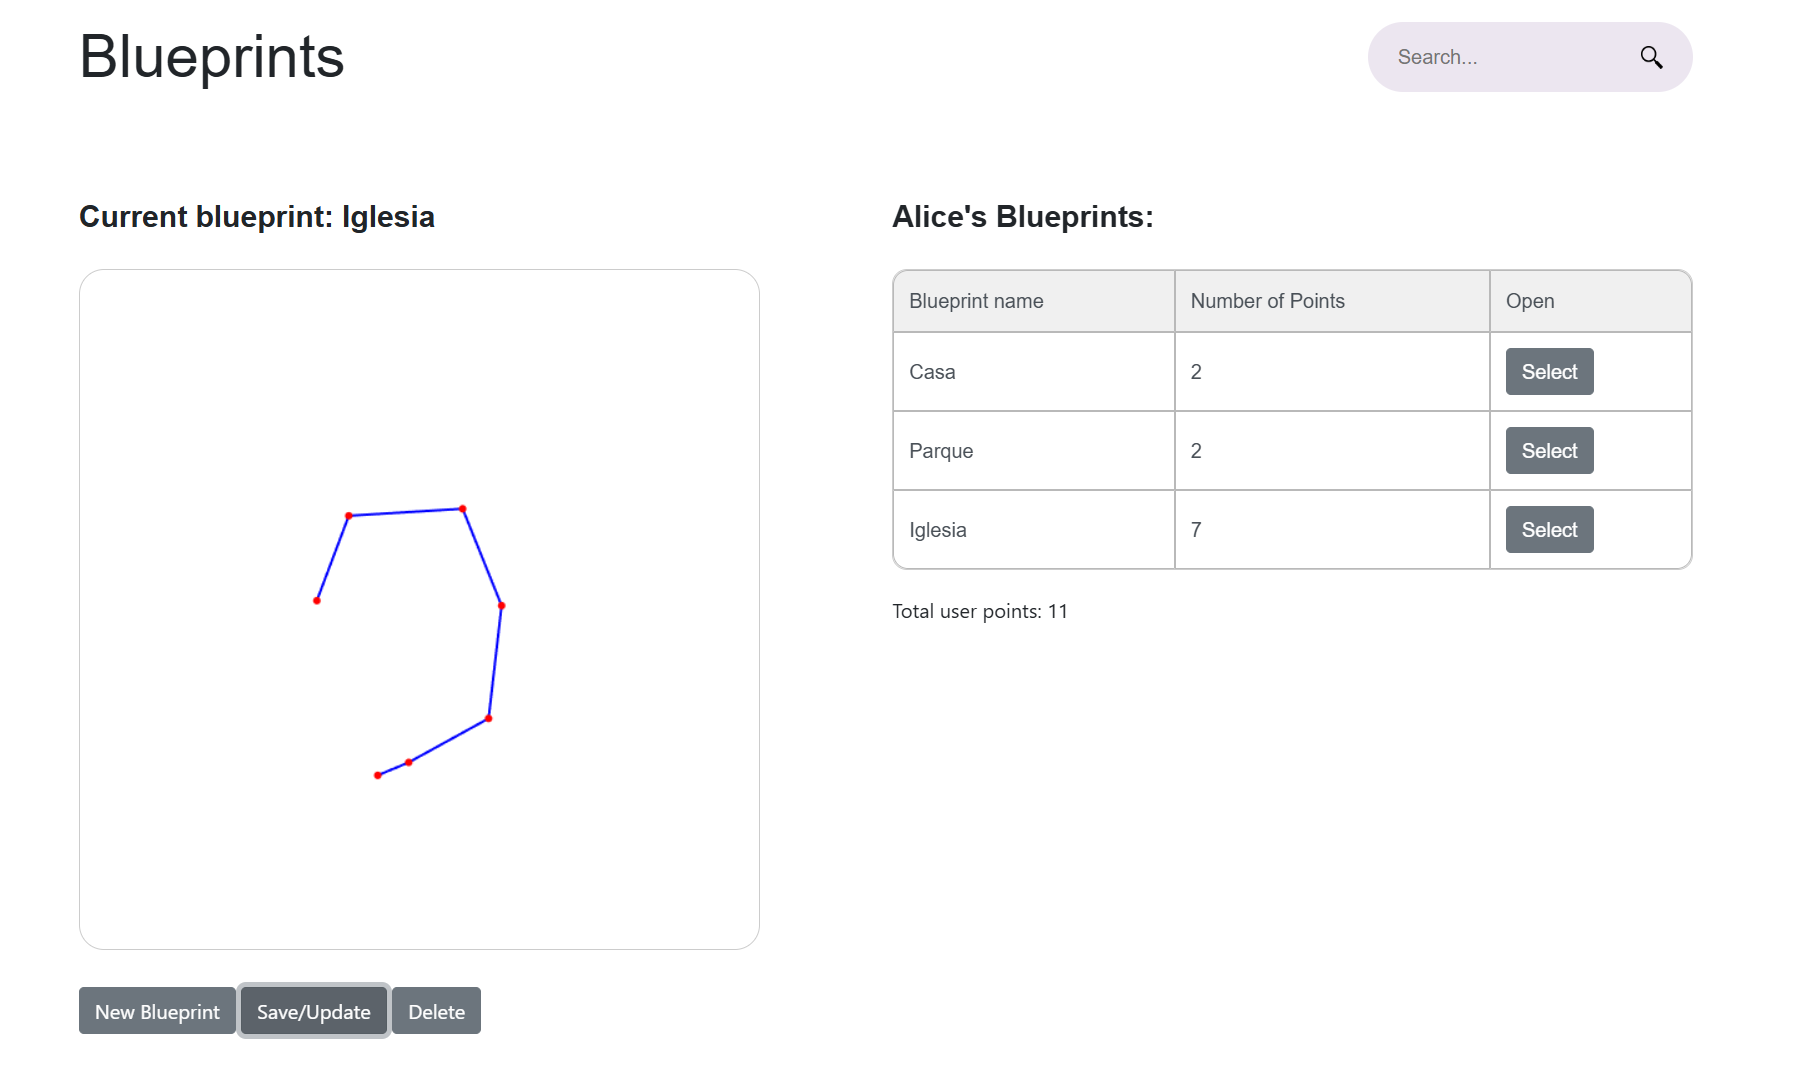 Blueprints
Search...
Current blueprint: Iglesia
Alice's Blueprints:
Blueprint name Number of Points Open
Casa 2 Select
Parque 2 Select
Iglesia 7 Select
Total user points: 11
New Blueprint Save/Update Delete